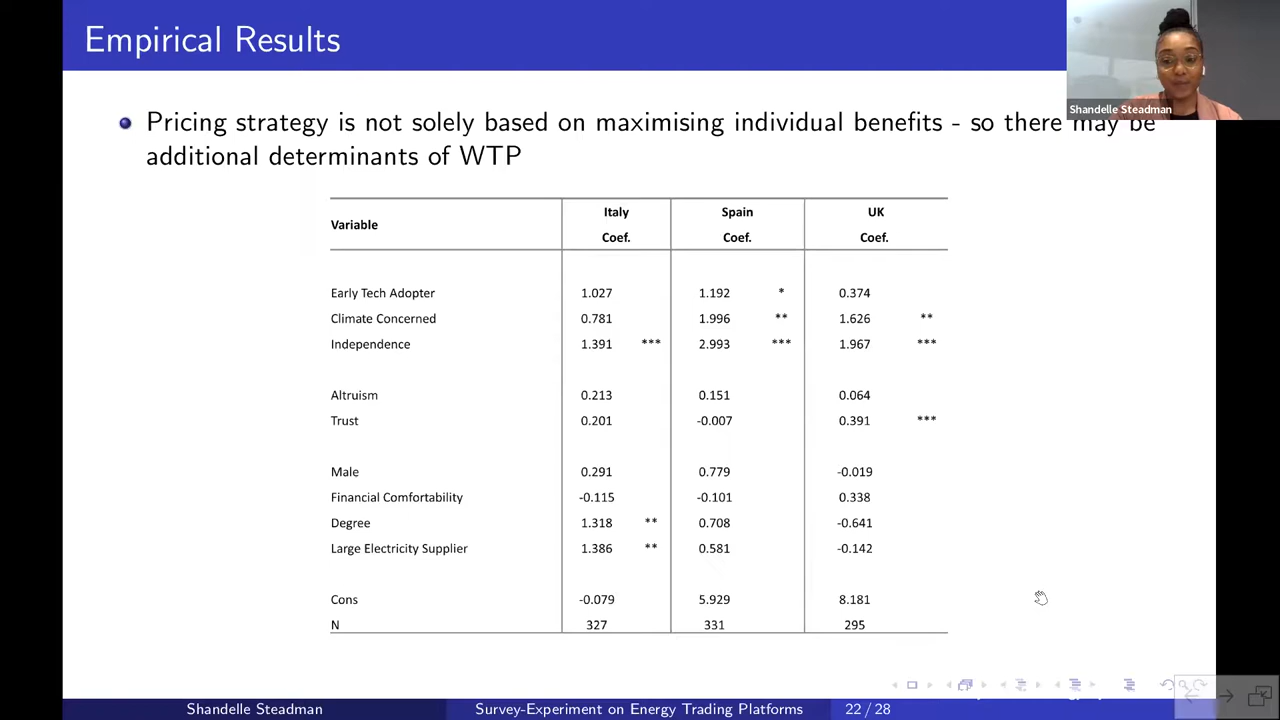 Empirical Results
Shandelle Steadman
Pricing strategy is not solely based on maximising individual benefits - so there may be
additional determinants of WTP
Variable Italy Spain UK
Coef. Coef. Coef.
Early Tech Adopter 1.027 1.192 * 0.374
Climate Concerned 0.781 1.996 ** 1.626 **
Independence 1.391 *** 2.993 *** 1.967 ***
Altruism 0.213 0.151 0.064
Trust 0.201 -0.007 0.391 ***
Male 0.291 0.779 -0.019
Financial Comfortability -0.115 -0.101 0.338
Degree 1.318 ** 0.708 -0.641
Large Electricity Supplier 1.386 ** 0.581 -0.142
Cons -0.079 5.929 8.181
N 327 331 295
Shandelle Steadman Survey-Experiment on Energy Trading Platforms 22 / 28